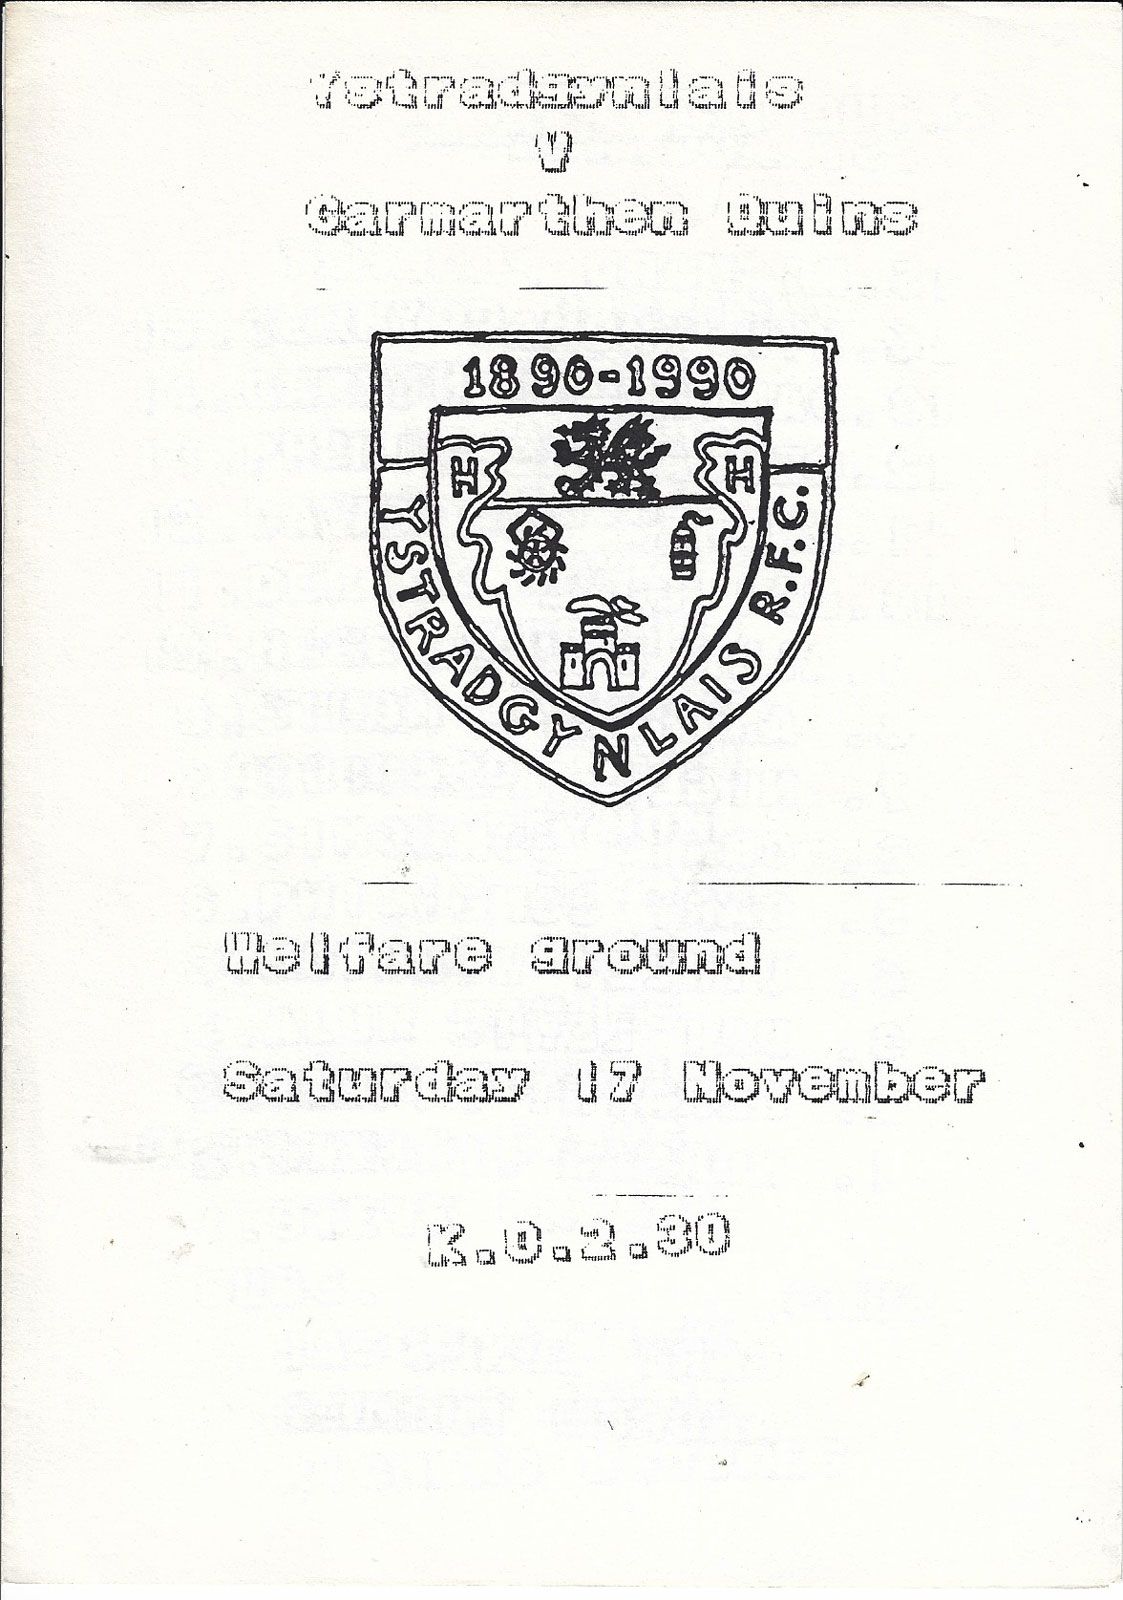 Ystradgynlais
V
Carmarthen Quins
1890-1990
H H
YSTRADGYNLAIS R.F.C.
Welfare ground
Saturday 17 November
K.O.2.30